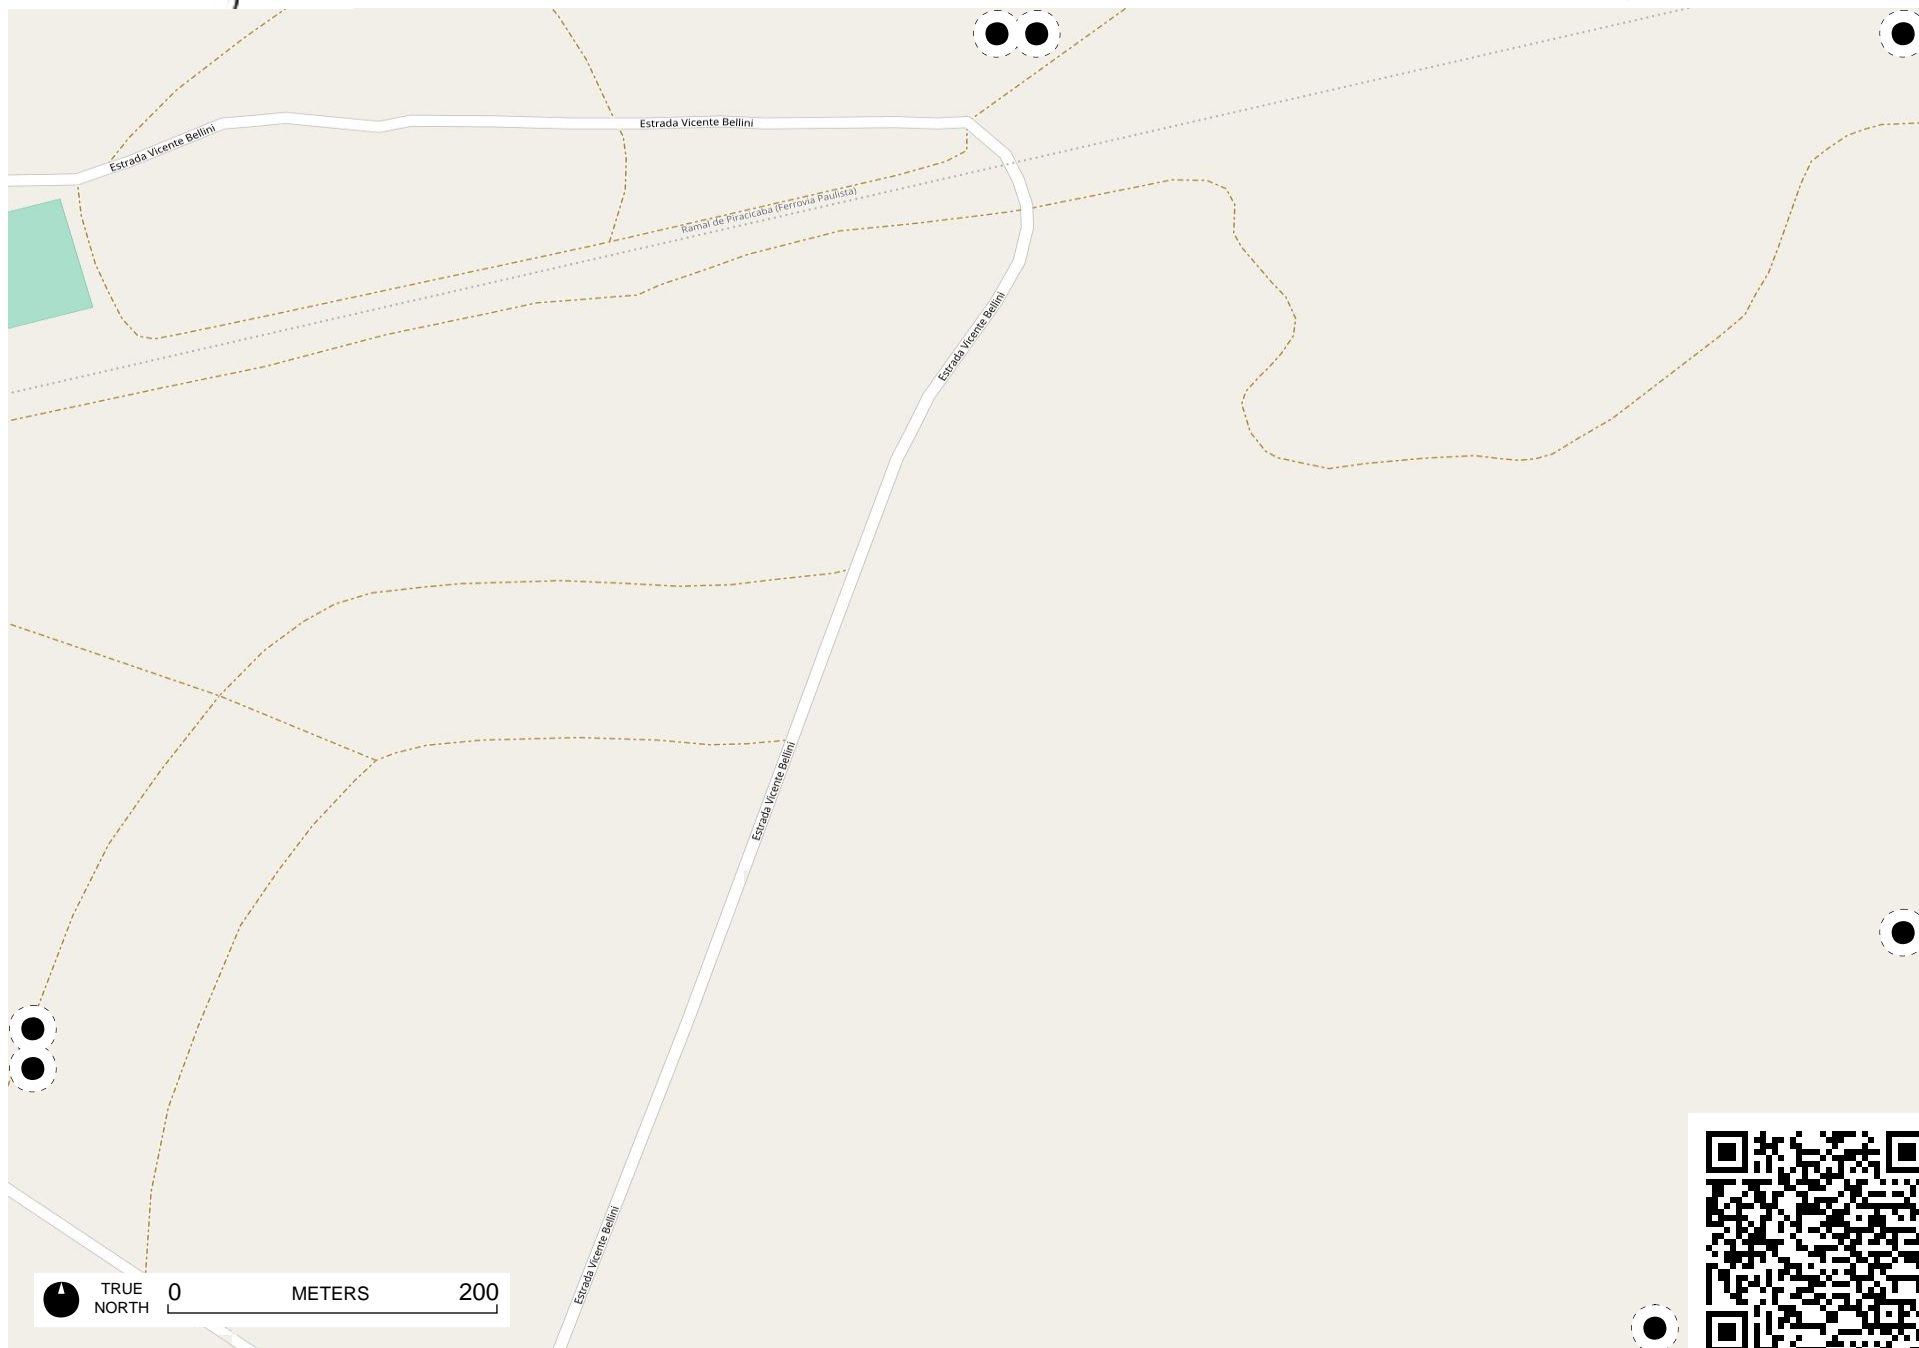 Estrada Vicente Bellini
Estrada Vicente Bellini
Ramal de Piracicaba (Ferrovia Paulista)
Estrada Vicente Bellini
Estrada Vicente Bellini
Estrada Vicente Bellini
TRUE
NORTH
0 METERS 200